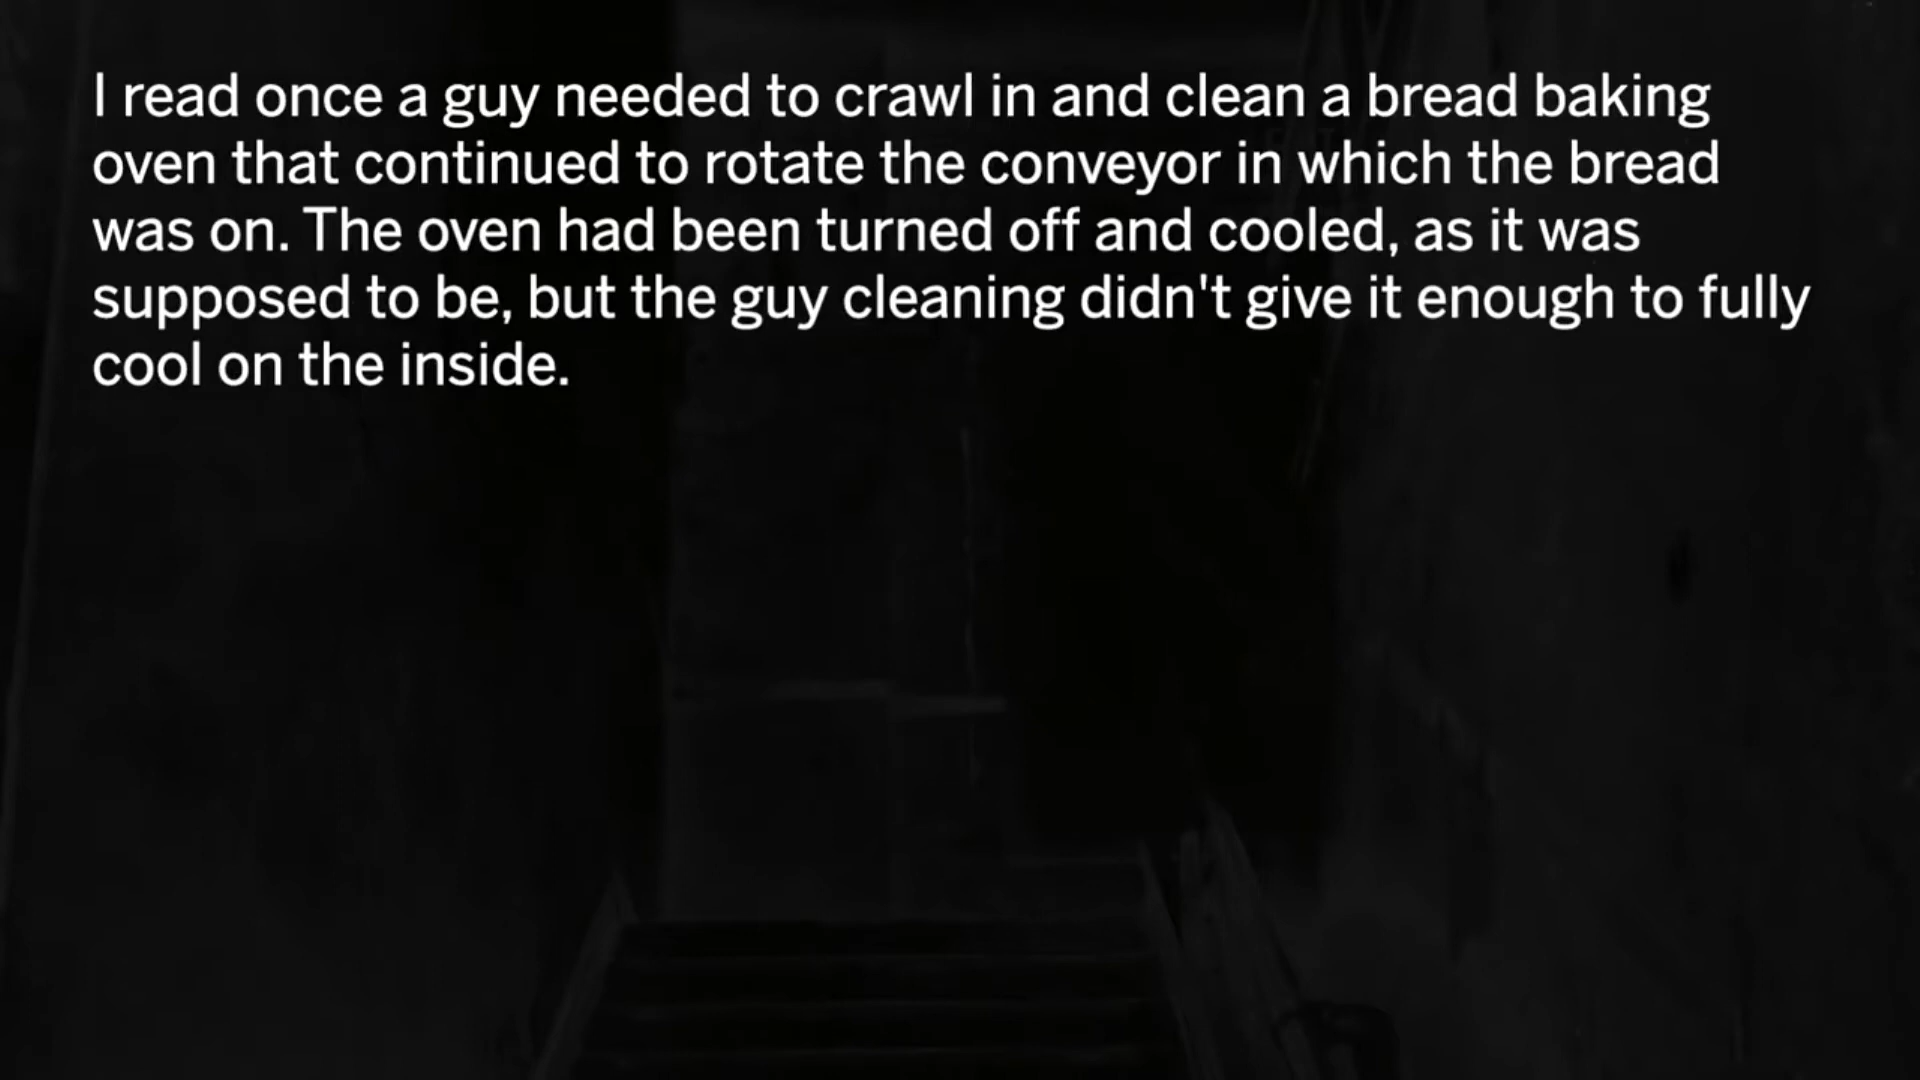 I read once a guy needed to crawl in and clean a bread baking
oven that continued to rotate the conveyor in which the bread
was on. The oven had been turned off and cooled, as it was
supposed to be, but the guy cleaning didn't give it enough to fully
cool on the inside.